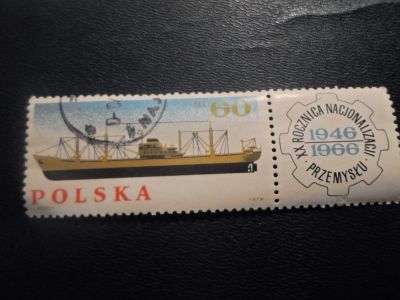 60
POLSKA
XX ROCZNICA NACJONALIZACJI
1946
1966
PRZEMYSŁU